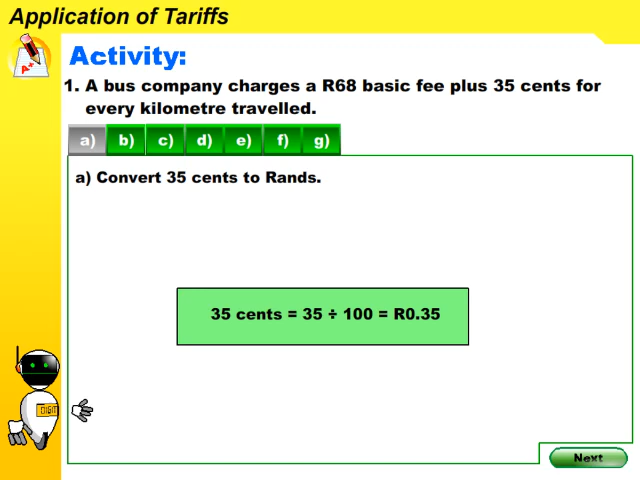 Application of Tariffs
A+
Activity:
1. A bus company charges a R68 basic fee plus 35 cents for
every kilometre travelled.
a) b) c) d) e) f) g)
a) Convert 35 cents to Rands.
35 cents = 35 ÷ 100 = R0.35
DIGIT
Next